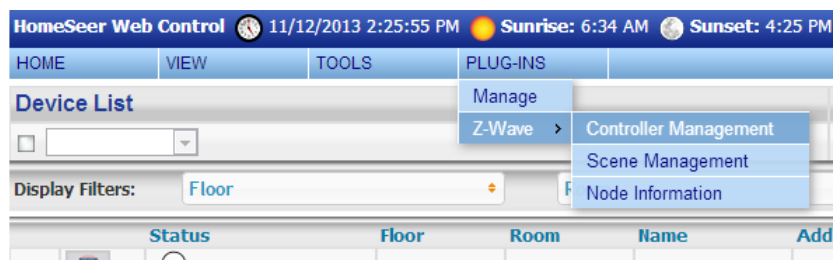 HomeSeer Web Control 11/12/2013 2:25:55 PM Sunrise: 6:34 AM Sunset: 4:25 PM
HOME VIEW TOOLS PLUG-INS
Device List
Manage
Z-Wave > Controller Management
Scene Management
Display Filters: Floor
Node Information
Status Floor Room Name Add